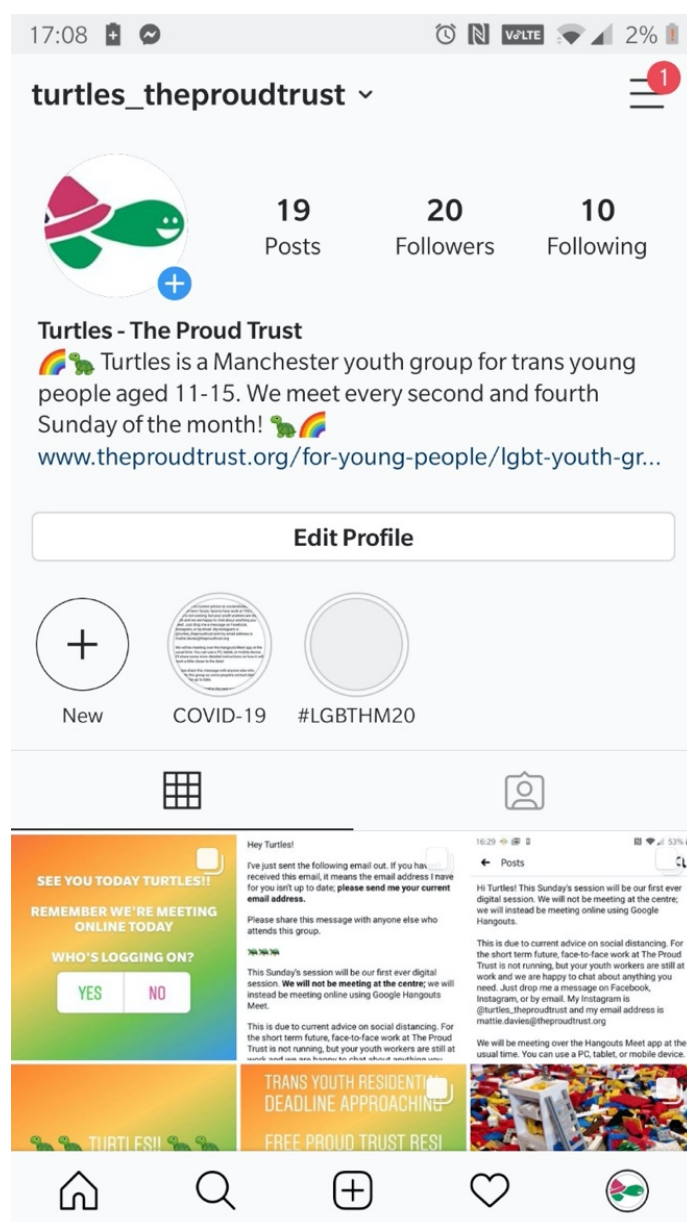 17:08
VoLTE
2%
turtles_theproudtrust
1
19
20
10
Posts
Followers
Following
Turtles - The Proud Trust
🌈🐢 Turtles is a Manchester youth group for trans young
people aged 11-15. We meet every second and fourth
Sunday of the month! 🐢🌈
www.theproudtrust.org/for-young-people/lgbt-youth-gr...
Edit Profile
New
COVID-19
#LGBTHM20
SEE YOU TODAY TURTLES!!
REMEMBER WE'RE MEETING
ONLINE TODAY
WHO'S LOGGING ON?
YES
NO
Hey Turtles!
I've just sent the following email out. If you haven't
received this email, it means the email address I have
for you isn't up to date; please send me your current
email address.
Please share this message with anyone else who
attends this group.
🐢🐢🐢
This Sunday's session will be our first ever digital
session. We will not be meeting at the centre; we will
instead be meeting online using Google Hangouts
Meet.
This is due to current advice on social distancing. For
the short term future, face-to-face work at The Proud
Trust is not running, but your youth workers are still at
work and we are happy to chat about anything you
16:29
53%
Posts
Hi Turtles! This Sunday's session will be our first ever
digital session. We will not be meeting at the centre;
we will instead be meeting online using Google
Hangouts.
This is due to current advice on social distancing. For
the short term future, face-to-face work at The Proud
Trust is not running, but your youth workers are still at
work and we are happy to chat about anything you
need. Just drop me a message on Facebook,
Instagram, or by email. My Instagram is
@turtles_theproudtrust and my email address is
mattie.davies@theproudtrust.org
We will be meeting over the Hangouts Meet app at the
usual time. You can use a PC, tablet, or mobile device.
🐢🐢 TURTLES!! 🐢🐢
TRANS YOUTH RESIDENTIAL
DEADLINE APPROACHING
FREE PROUD TRUST RESI